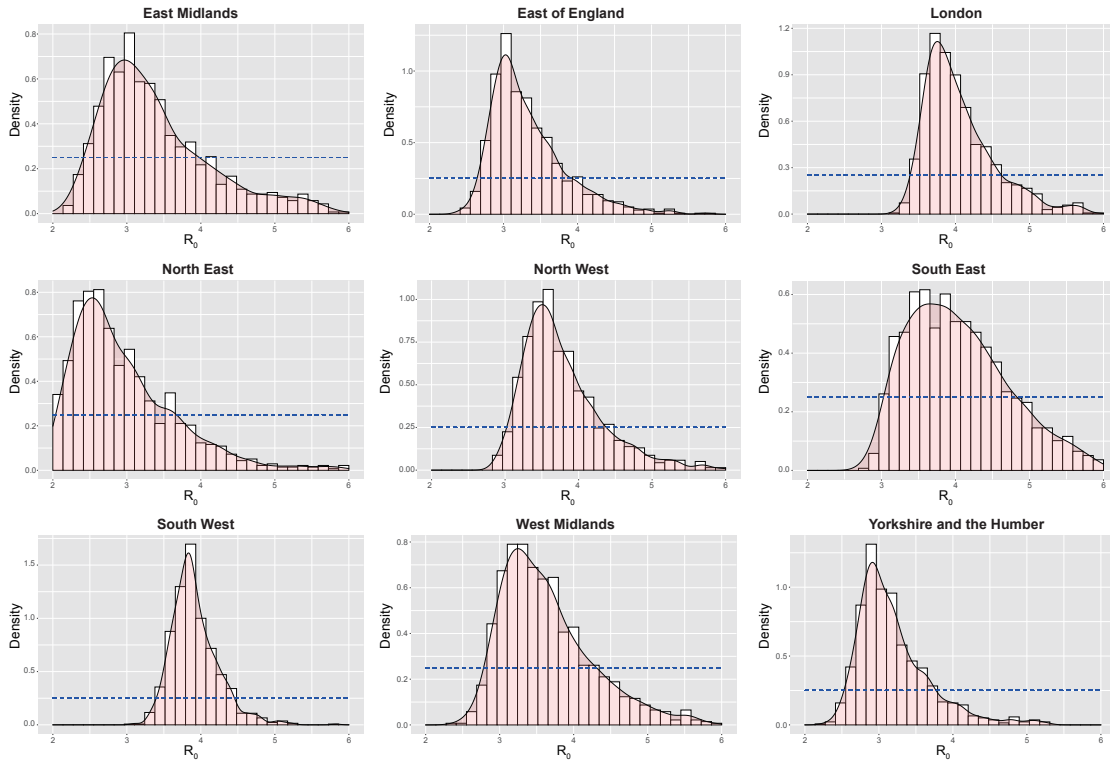 East Midlands
East of England
London
0.8
0.6
0.4
0.2
0.0
Density
2 3 4 5 6
R0
1.0
0.5
0.0
Density
2 3 4 5 6
R0
1.2
0.9
0.6
0.3
0.0
Density
2 3 4 5 6
R0
North East
North West
South East
0.8
0.6
0.4
0.2
0.0
Density
2 3 4 5 6
R0
1.00
0.75
0.50
0.25
0.00
Density
2 3 4 5 6
R0
0.6
0.4
0.2
0.0
Density
2 3 4 5 6
R0
South West
West Midlands
Yorkshire and the Humber
1.5
1.0
0.5
0.0
Density
2 3 4 5 6
R0
0.8
0.6
0.4
0.2
0.0
Density
2 3 4 5 6
R0
1.0
0.5
0.0
Density
2 3 4 5 6
R0